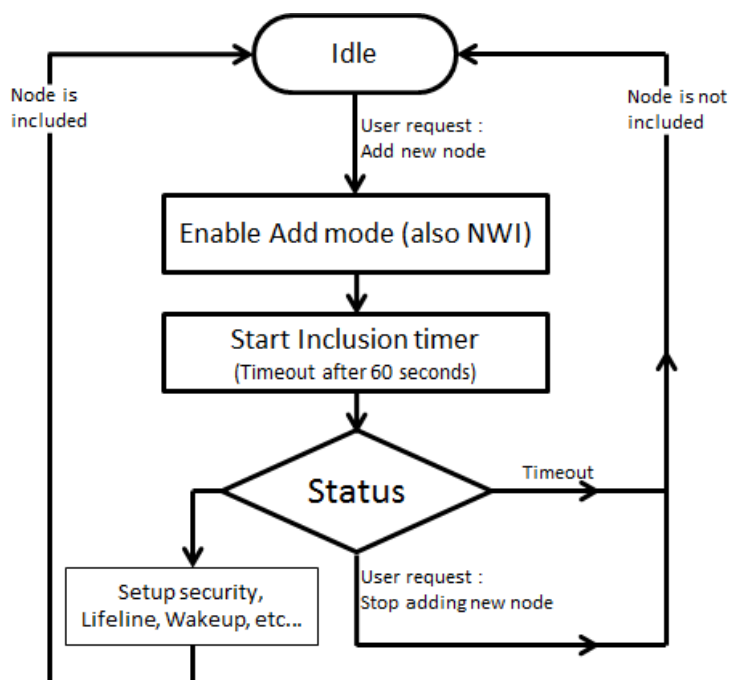 Idle
Node is
included
Node is not
included
User request :
Add new node
Enable Add mode (also NWI)
Start Inclusion timer
(Timeout after 60 seconds)
Status
Timeout
Setup security,
Lifeline, Wakeup, etc...
User request :
Stop adding new node